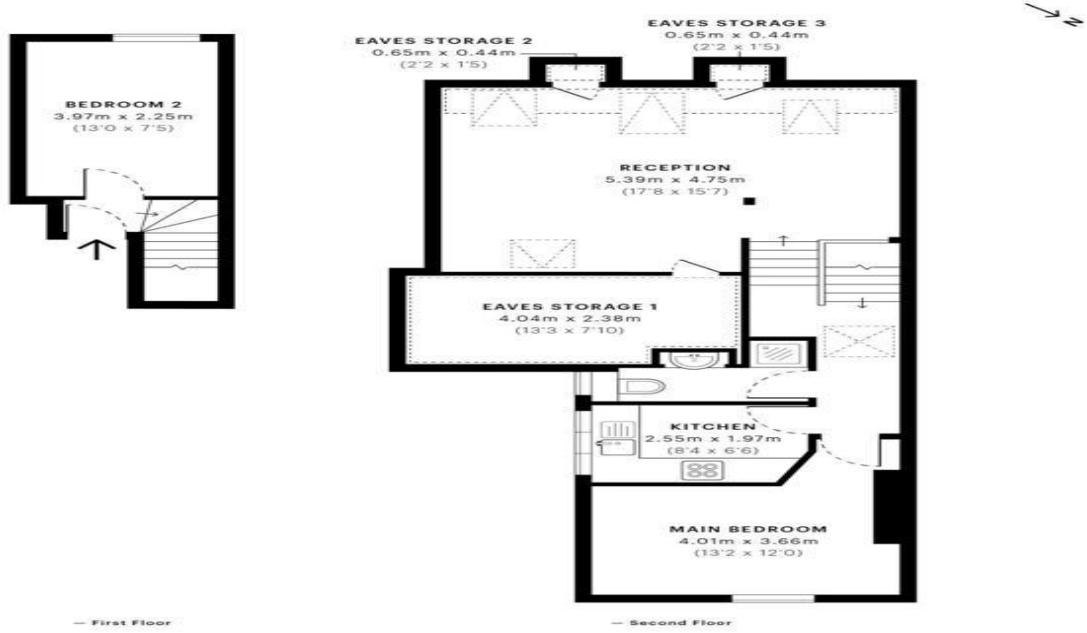 N
EAVES STORAGE 2
0.65m x 0.44m
(2'2 x 1'5)
EAVES STORAGE 3
0.65m x 0.44m
(2'2 x 1'5)
BEDROOM 2
3.97m x 2.25m
(13'0 x 7'5)
RECEPTION
5.39m x 4.75m
(17'8 x 15'7)
EAVES STORAGE 1
4.04m x 2.38m
(13'3 x 7'10)
KITCHEN
2.55m x 1.97m
(8'4 x 6'6)
MAIN BEDROOM
4.01m x 3.66m
(13'2 x 12'0)
— First Floor
— Second Floor